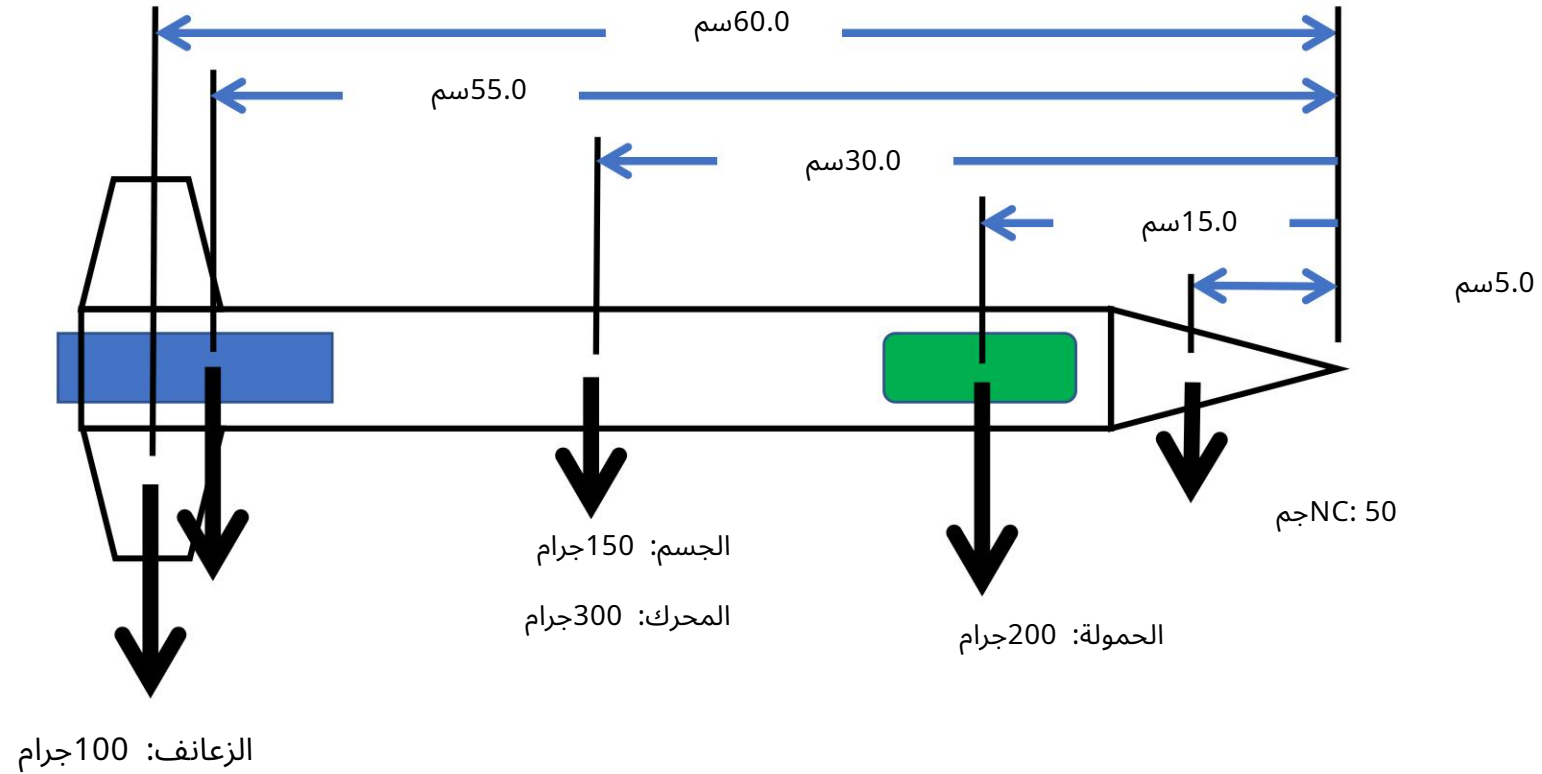 60.0سم
55.0سم
30.0سم
15.0سم
5.0سم
NC: 50جم
الجسم: 150جرام
المحرك: 300جرام
الحمولة: 200جرام
الزعانف: 100جرام